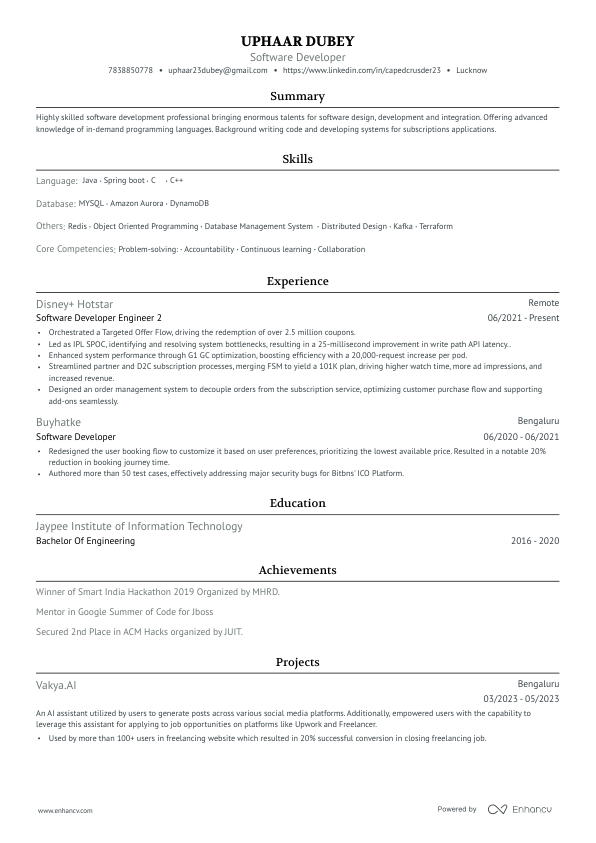 UPHAAR DUBEY
Software Developer
7838850778 • uphaar23dubey@gmail.com • https://www.linkedin.com/in/capedcrusder23 • Lucknow
Summary
Highly skilled software development professional bringing enormous talents for software design, development and integration. Offering advanced
knowledge of in-demand programming languages. Background writing code and developing systems for subscriptions applications.
Skills
Language: Java · Spring boot · C · C++
Database: MYSQL · Amazon Aurora · DynamoDB
Others: Redis · Object Oriented Programming · Database Management System · Distributed Design · Kafka · Terraform
Core Competencies: Problem-solving: · Accountability · Continuous learning · Collaboration
Experience
Disney+ Hotstar Remote
Software Developer Engineer 2 06/2021 - Present
• Orchestrated a Targeted Offer Flow, driving the redemption of over 2.5 million coupons.
• Led as IPL SPOC, identifying and resolving system bottlenecks, resulting in a 25-millisecond improvement in write path API latency..
• Enhanced system performance through G1 GC optimization, boosting efficiency with a 20,000-request increase per pod.
• Streamlined partner and D2C subscription processes, merging FSM to yield a 101K plan, driving higher watch time, more ad impressions, and
increased revenue.
• Designed an order management system to decouple orders from the subscription service, optimizing customer purchase flow and supporting
add-ons seamlessly.
Buyhatke Bengaluru
Software Developer 06/2020 - 06/2021
• Redesigned the user booking flow to customize it based on user preferences, prioritizing the lowest available price. Resulted in a notable 20%
reduction in booking journey time.
• Authored more than 50 test cases, effectively addressing major security bugs for Bitbns' ICO Platform.
Education
Jaypee Institute of Information Technology
Bachelor Of Engineering 2016 - 2020
Achievements
Winner of Smart India Hackathon 2019 Organized by MHRD.
Mentor in Google Summer of Code for Jboss
Secured 2nd Place in ACM Hacks organized by JUIT.
Projects
Vakya.AI Bengaluru
03/2023 - 05/2023
An AI assistant utilized by users to generate posts across various social media platforms. Additionally, empowered users with the capability to
leverage this assistant for applying to job opportunities on platforms like Upwork and Freelancer.
• Used by more than 100+ users in freelancing website which resulted in 20% successful conversion in closing freelancing job.
www.enhancv.com Powered by Enhancv